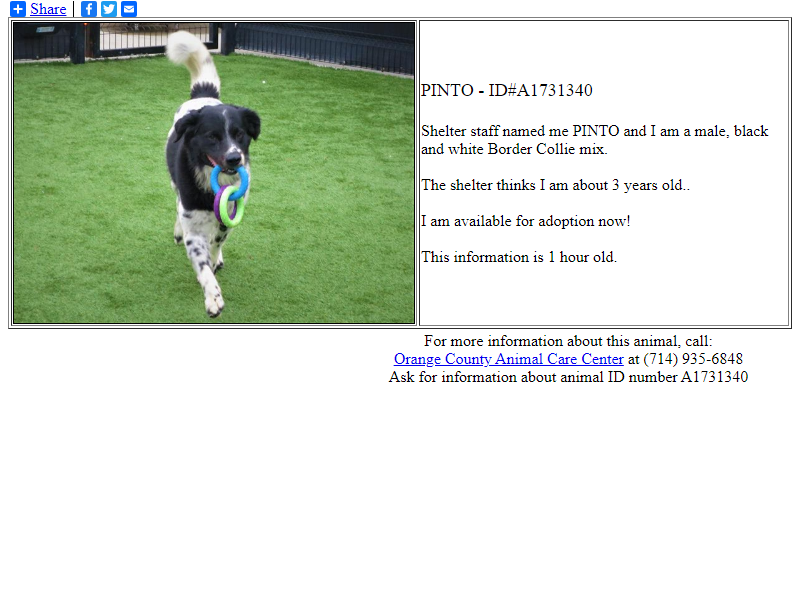 Share
PINTO - ID#A1731340
Shelter staff named me PINTO and I am a male, black
and white Border Collie mix.
The shelter thinks I am about 3 years old..
I am available for adoption now!
This information is 1 hour old.
For more information about this animal, call:
Orange County Animal Care Center at (714) 935-6848
Ask for information about animal ID number A1731340